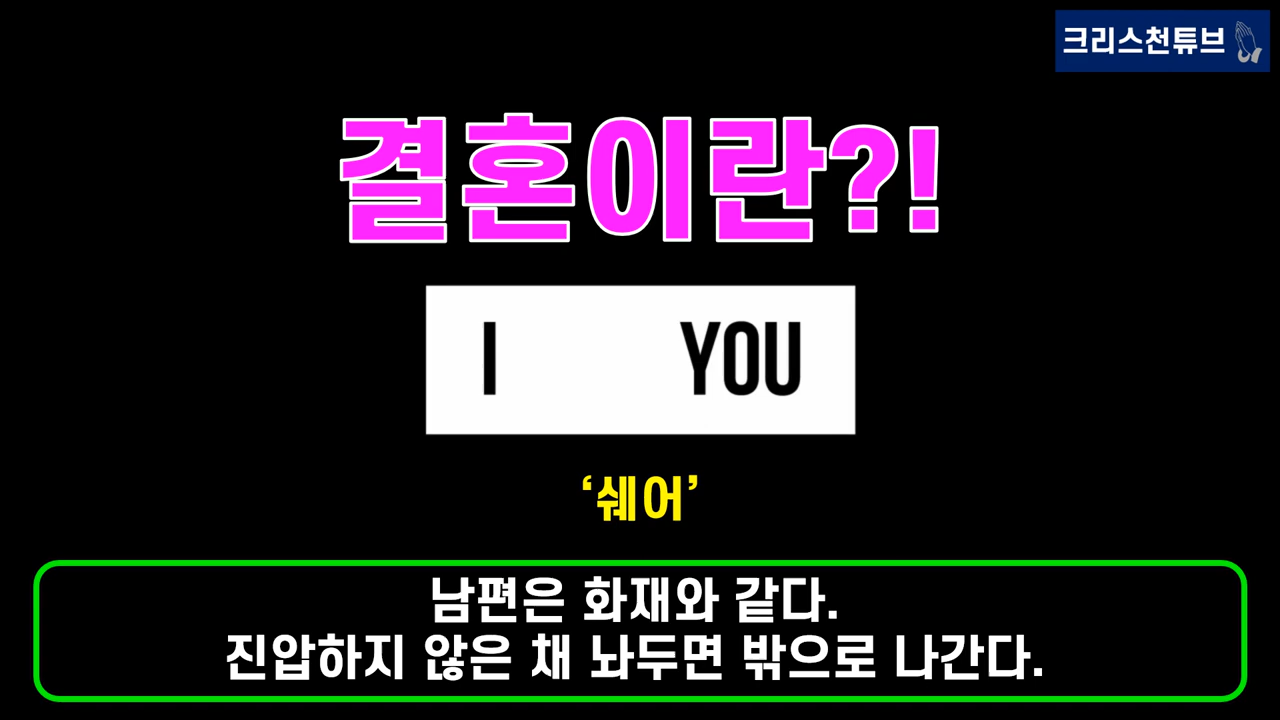 크리스천튜브
결혼이란?!
I YOU
‘쉐어’
남편은 화재와 같다.
진압하지 않은 채 놔두면 밖으로 나간다.